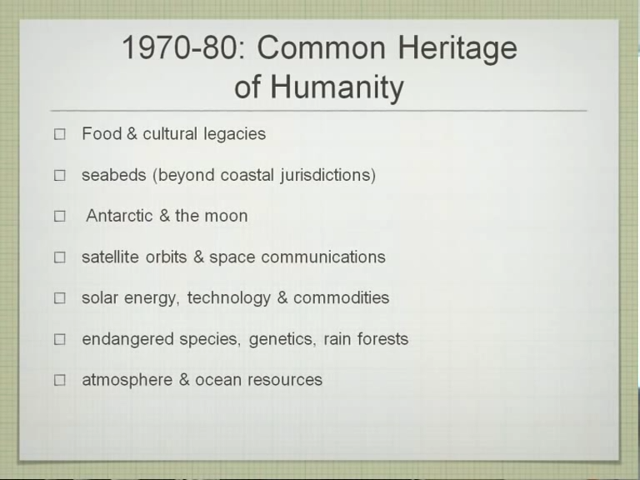 1970-80: Common Heritage
of Humanity
Food & cultural legacies
seabeds (beyond coastal jurisdictions)
Antarctic & the moon
satellite orbits & space communications
solar energy, technology & commodities
endangered species, genetics, rain forests
atmosphere & ocean resources